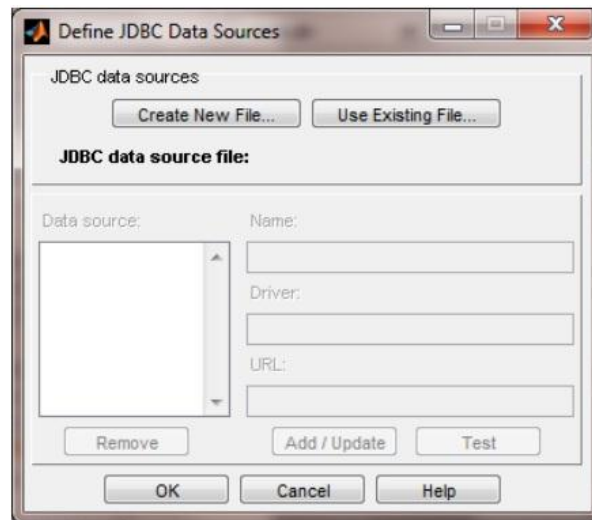 Define JDBC Data Sources
JDBC data sources
Create New File... Use Existing File...
JDBC data source file:
Data source: Name:
Driver:
URL:
Remove Add / Update Test
OK Cancel Help